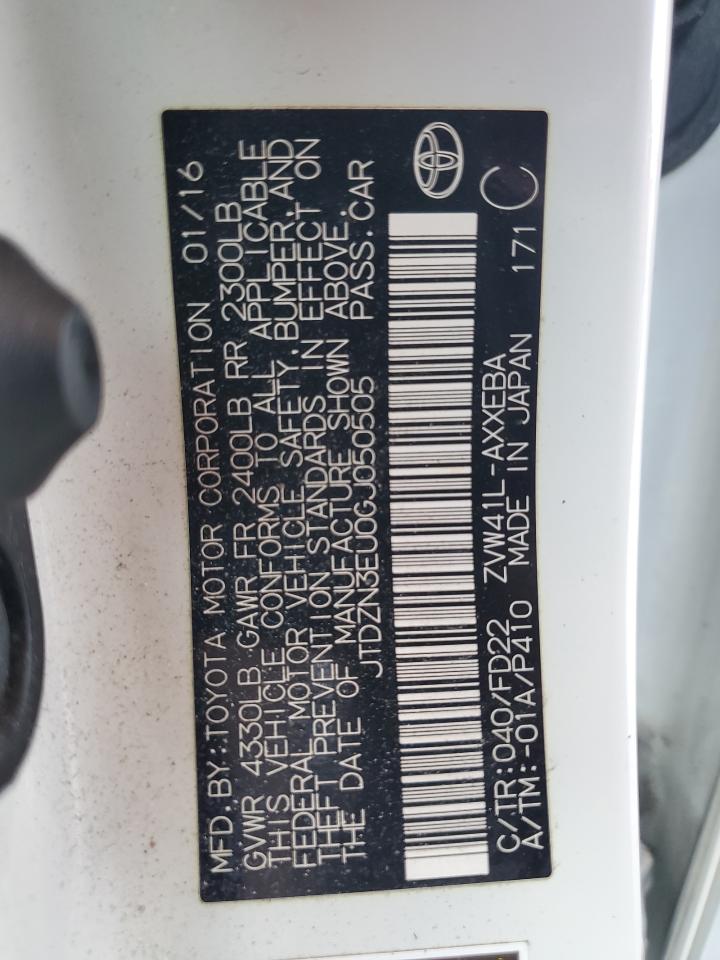 MFD.BY:TOYOTA MOTOR CORPORATION 01/16
GVWR 4330LB GAWR FR 2400LB RR 2300LB
THIS VEHICLE CONFORMS TO ALL APPLICABLE
FEDERAL MOTOR VEHICLE SAFETY,BUMPER,AND
THEFT PREVENTION STANDARDS IN EFFECT ON
THE DATE OF MANUFACTURE SHOWN ABOVE.
JTDZN3EU0GJ050505 PASS.CAR
C/TR:040/FD22 ZVW41L-AXXEBA
A/TM:-01A/P410 MADE IN JAPAN 171 C